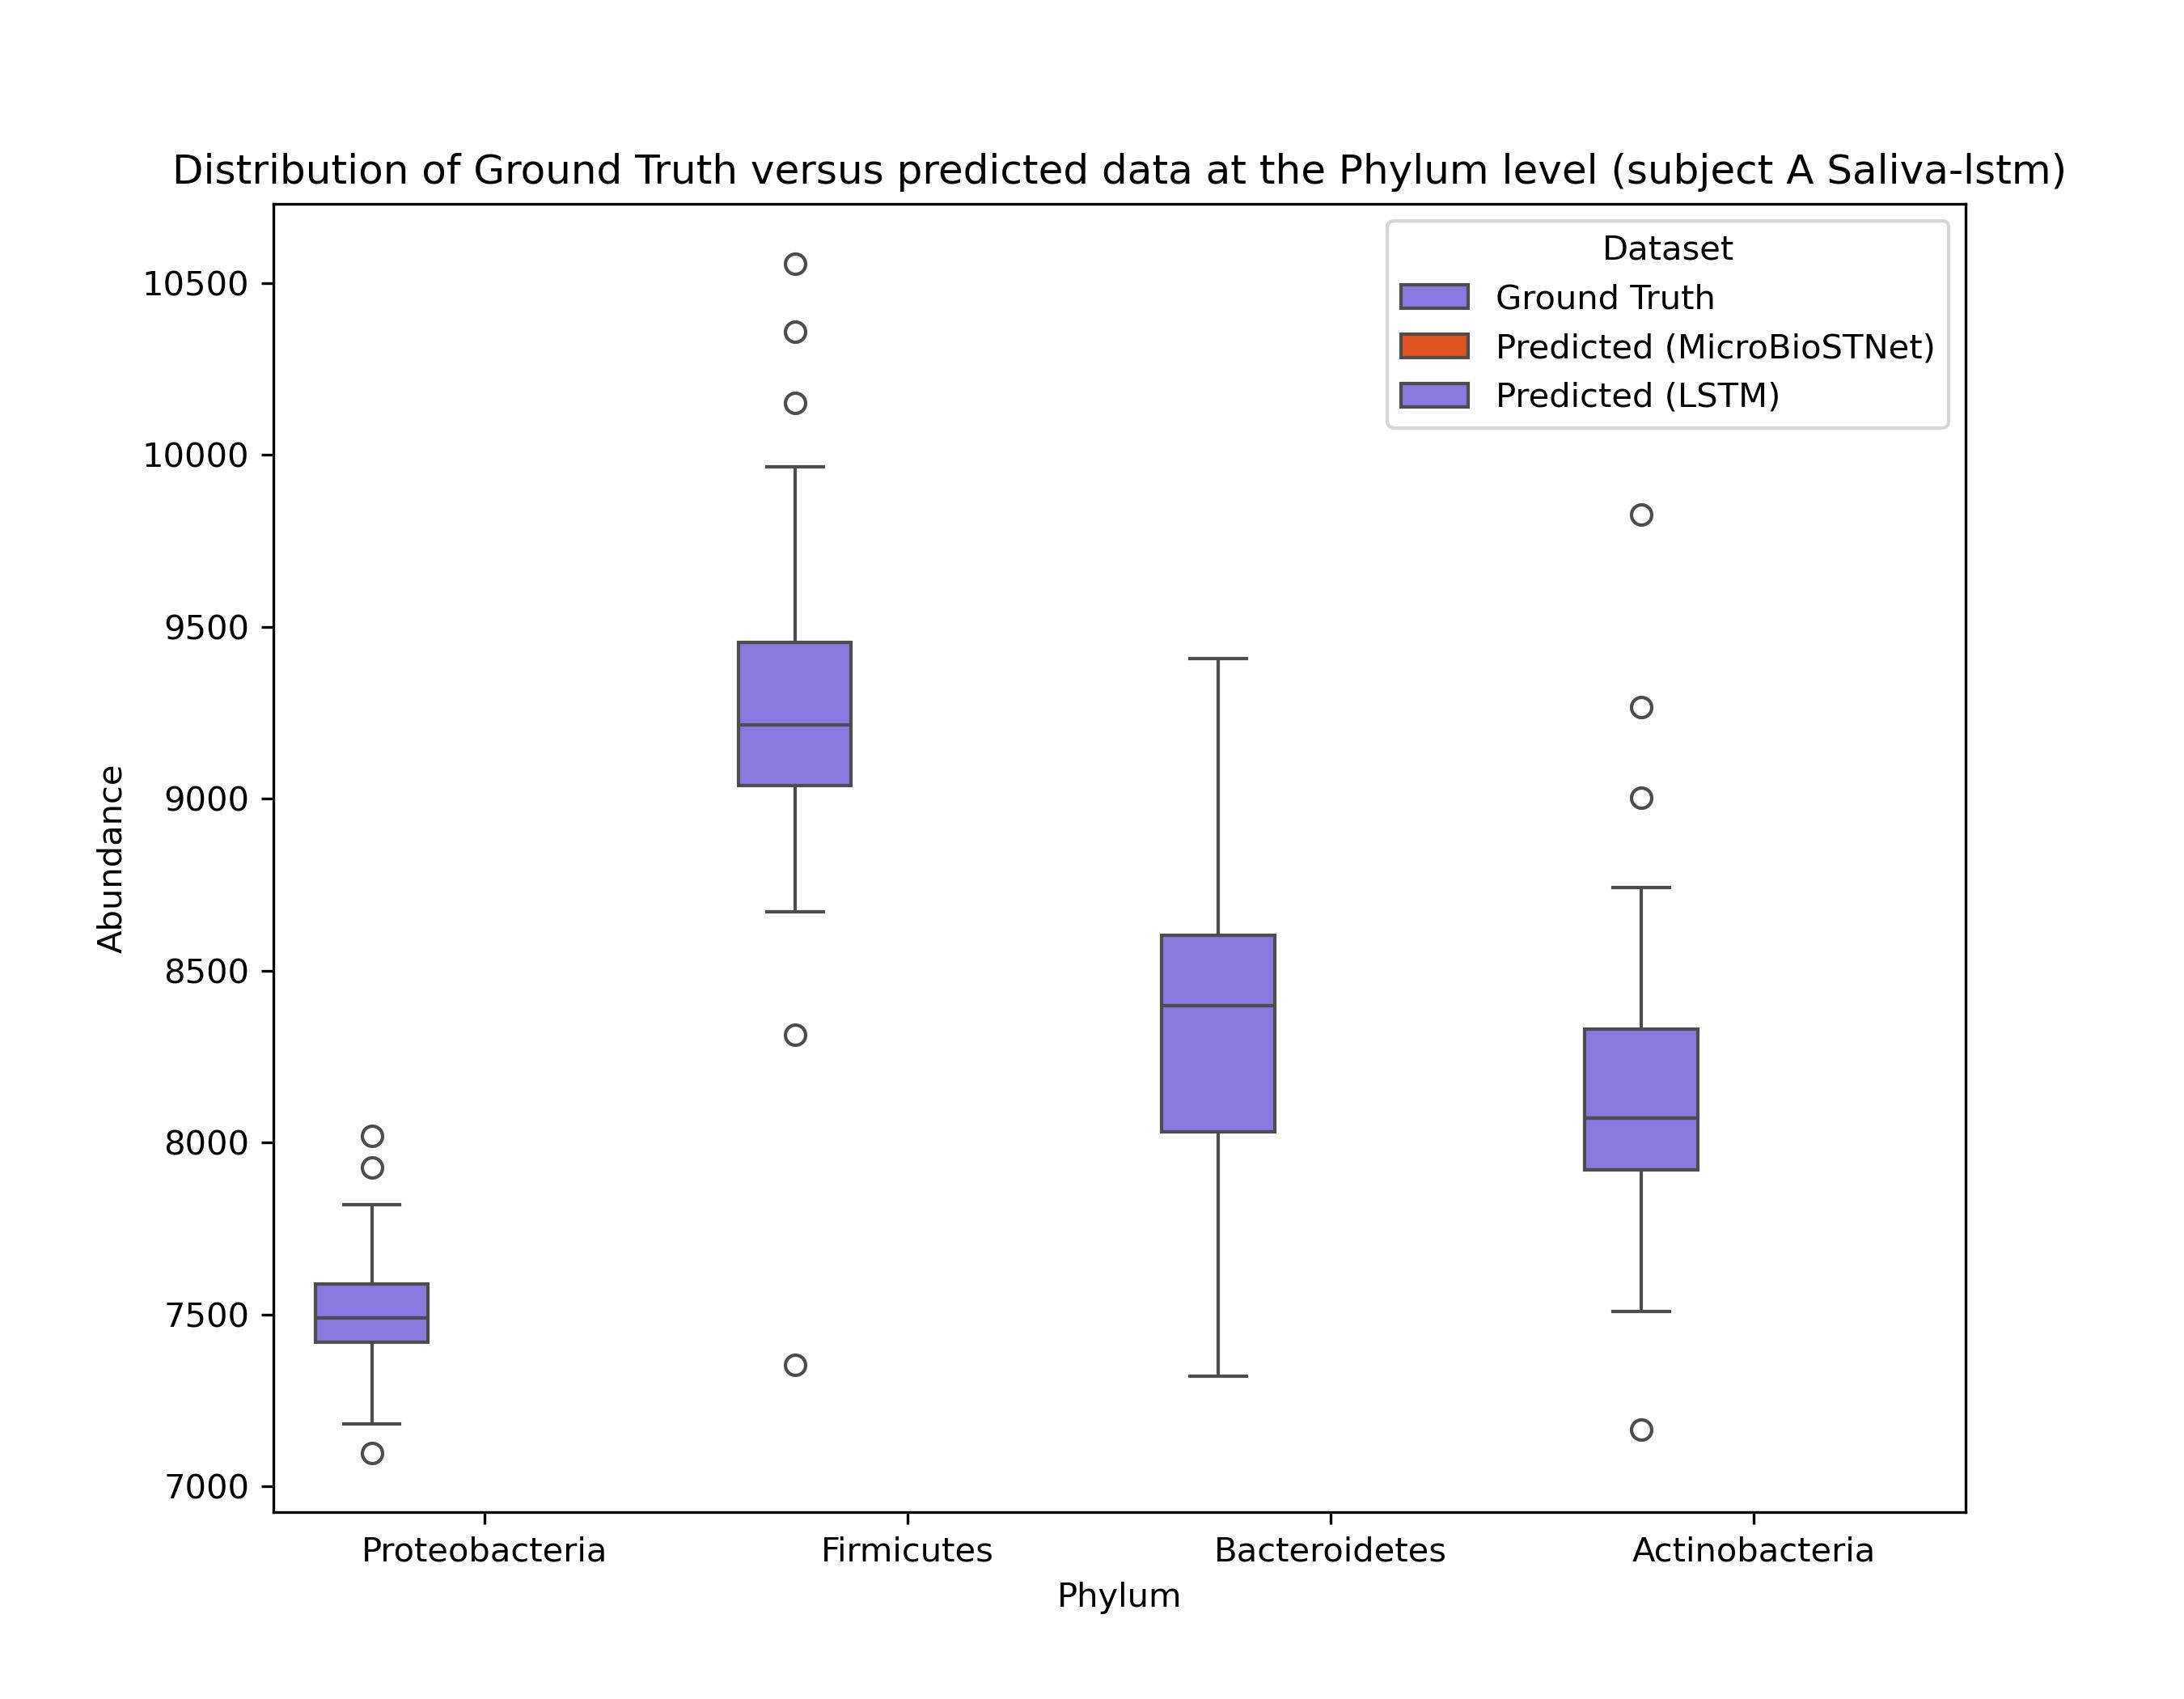 Distribution of Ground Truth versus predicted data at the Phylum level (subject A Saliva-lstm)
Dataset
Ground Truth
Predicted (MicroBioSTNet)
Predicted (LSTM)
Abundance
10500
10000
9500
9000
8500
8000
7500
7000
Proteobacteria Firmicutes Bacteroidetes Actinobacteria
Phylum